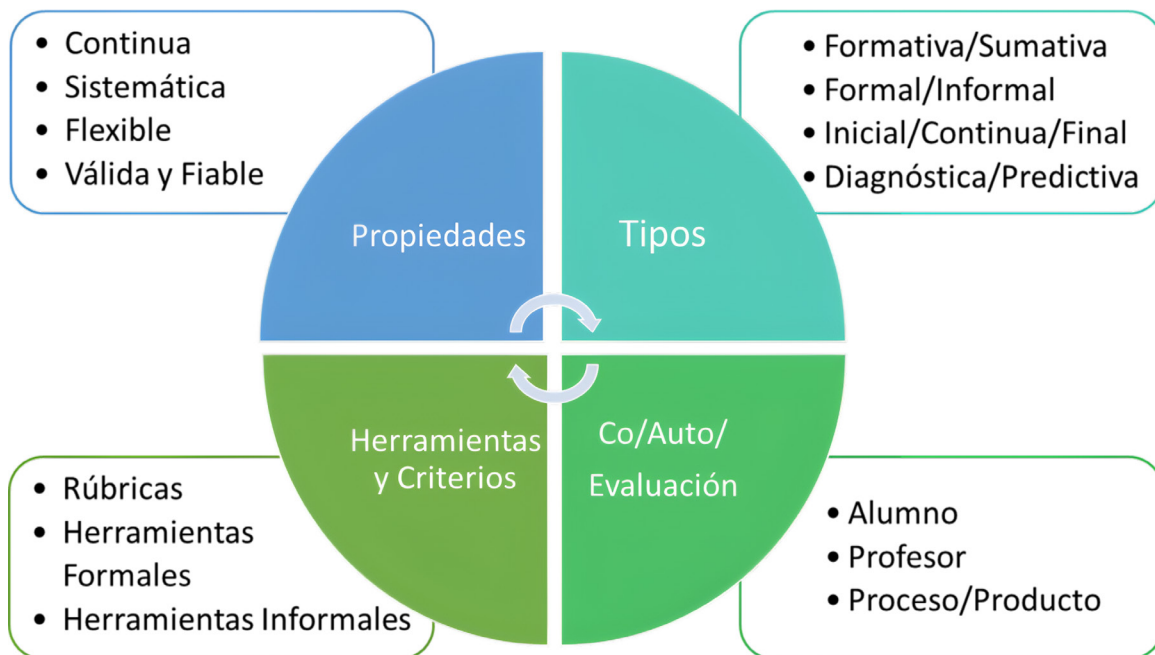 • Continua
• Sistemática
• Flexible
• Válida y Fiable
• Formativa/Sumativa
• Formal/Informal
• Inicial/Continua/Final
• Diagnóstica/Predictiva
Propiedades
Tipos
Herramientas
y Criterios
Co/Auto/
Evaluación
• Rúbricas
• Herramientas
Formales
• Herramientas Informales
• Alumno
• Profesor
• Proceso/Producto